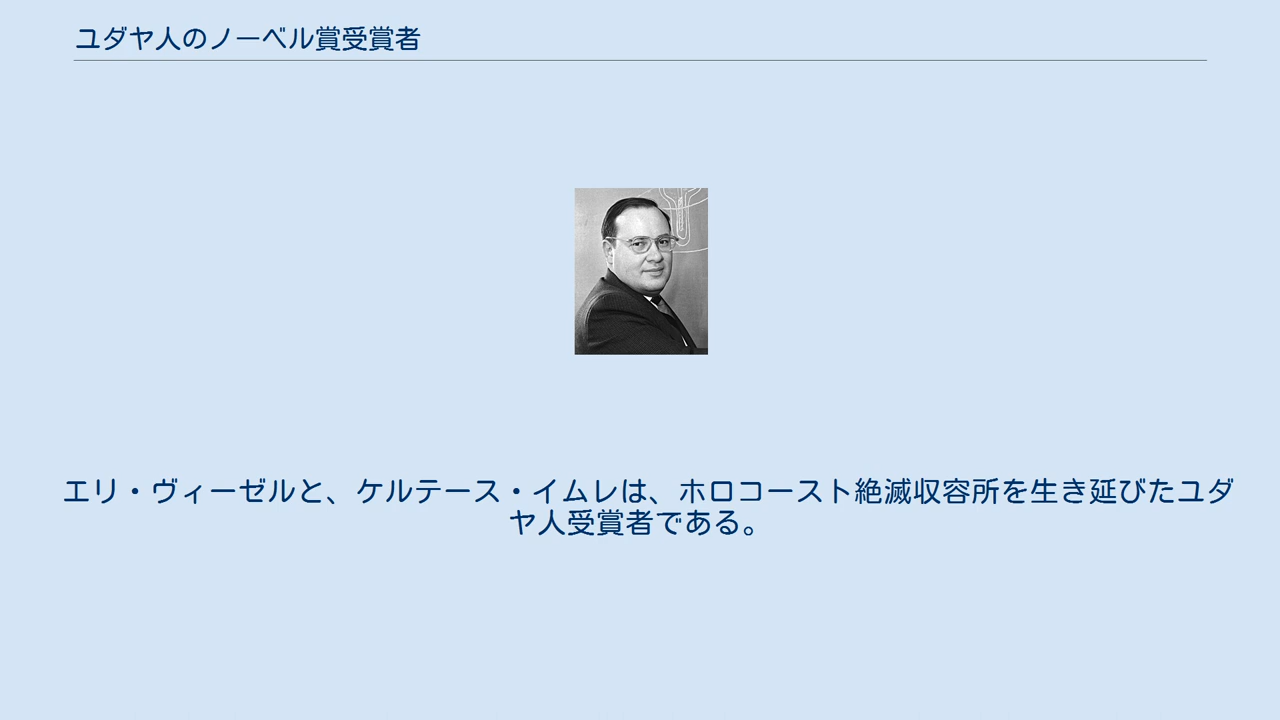 ユダヤ人のノーベル賞受賞者
エリ・ヴィーゼルと、ケルテース・イムレは、ホロコースト絶滅収容所を生き延びたユダ
ヤ人受賞者である。